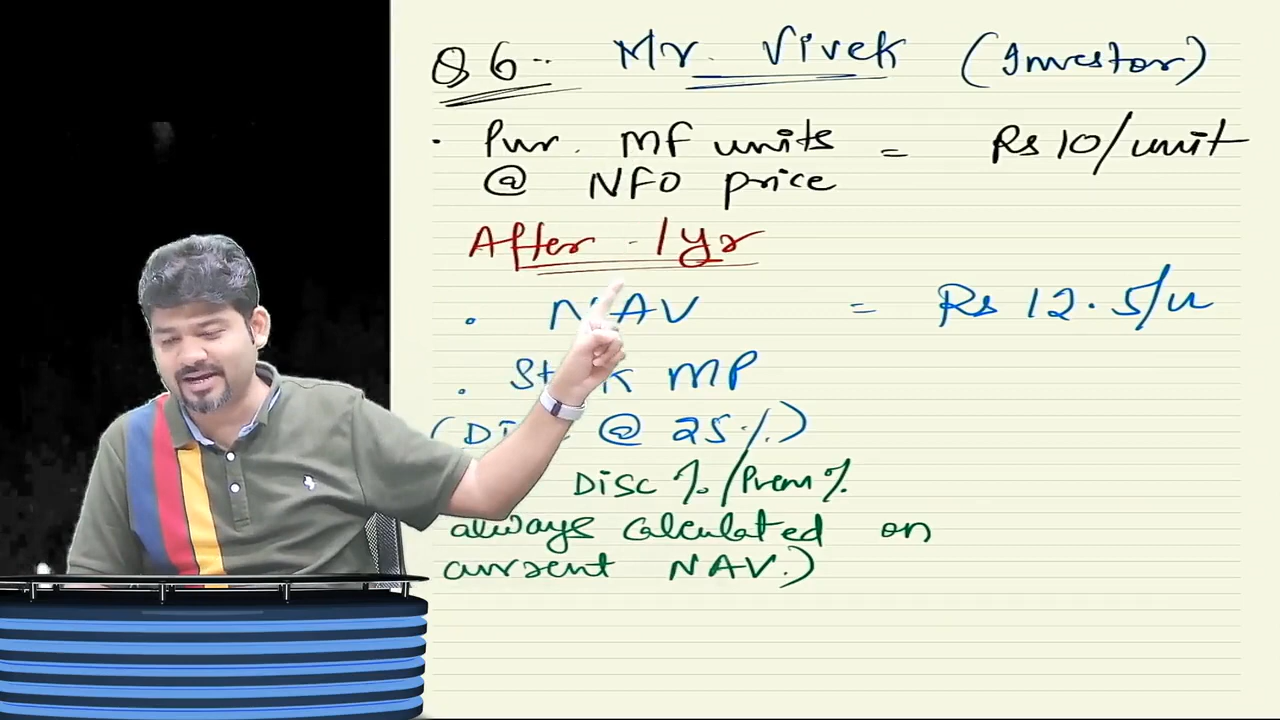 Q 6.. Mr. Vivek (Investor)
. Pur. MF units = Rs 10/unit
@ NFO price
After - 1yr
. NAV = Rs 12.5/u
. MP
( @ 25%)
Disc % / Prem %
always calculated on
current NAV.)